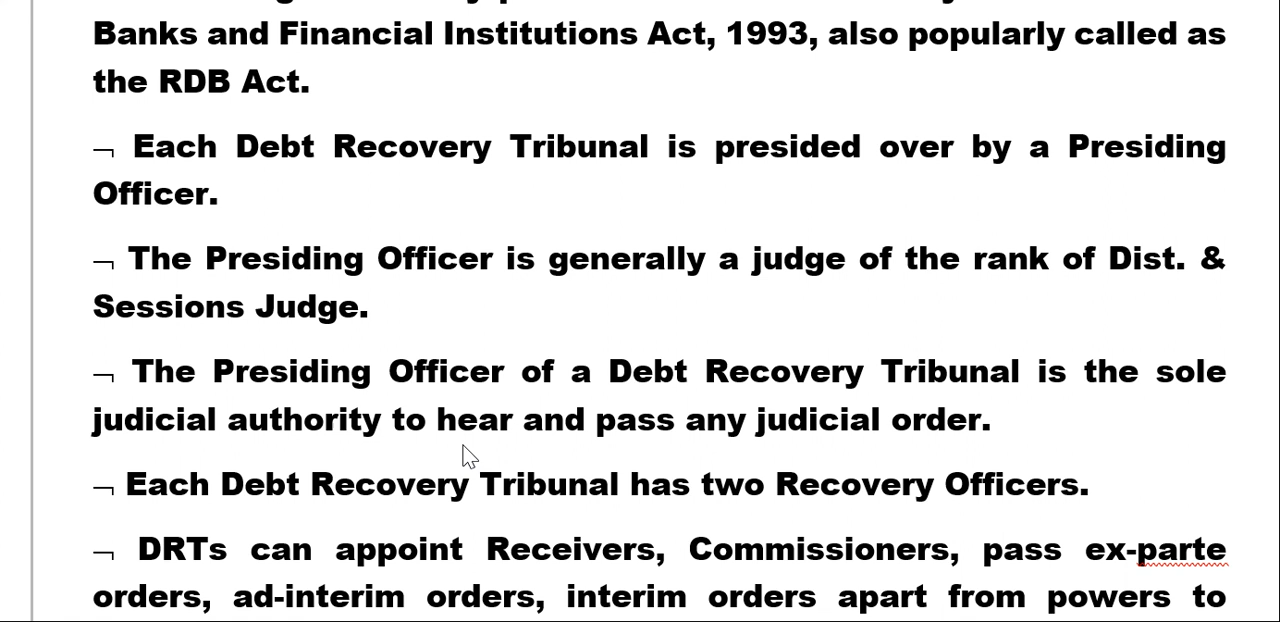 Banks and Financial Institutions Act, 1993, also popularly called as
the RDB Act.
¬ Each Debt Recovery Tribunal is presided over by a Presiding
Officer.
¬ The Presiding Officer is generally a judge of the rank of Dist. &
Sessions Judge.
¬ The Presiding Officer of a Debt Recovery Tribunal is the sole
judicial authority to hear and pass any judicial order.
¬ Each Debt Recovery Tribunal has two Recovery Officers.
¬ DRTs can appoint Receivers, Commissioners, pass ex-parte
orders, ad-interim orders, interim orders apart from powers to